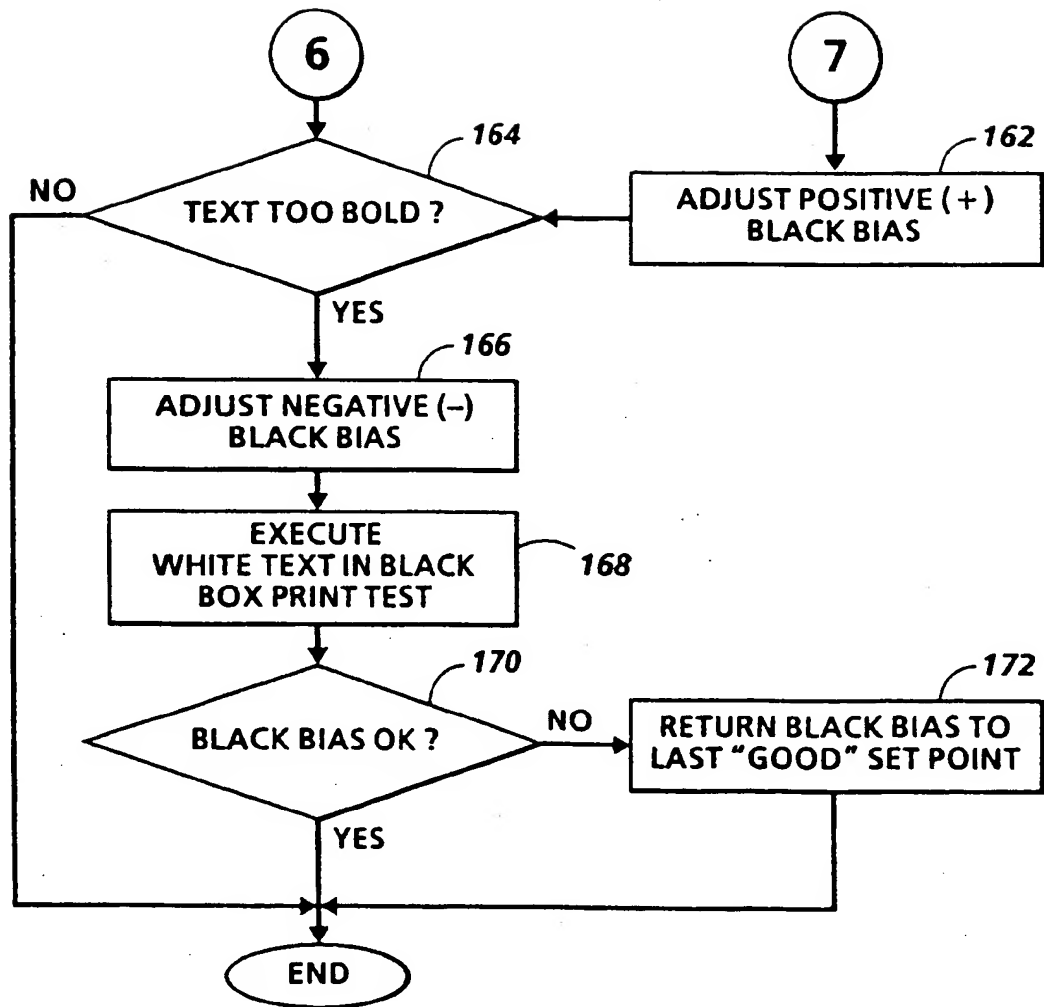 6
7
164
162
NO
TEXT TOO BOLD ?
ADJUST POSITIVE (+)
BLACK BIAS
YES
166
ADJUST NEGATIVE (–)
BLACK BIAS
EXECUTE
WHITE TEXT IN BLACK
BOX PRINT TEST
168
170
172
BLACK BIAS OK ?
NO
RETURN BLACK BIAS TO
LAST "GOOD" SET POINT
YES
END